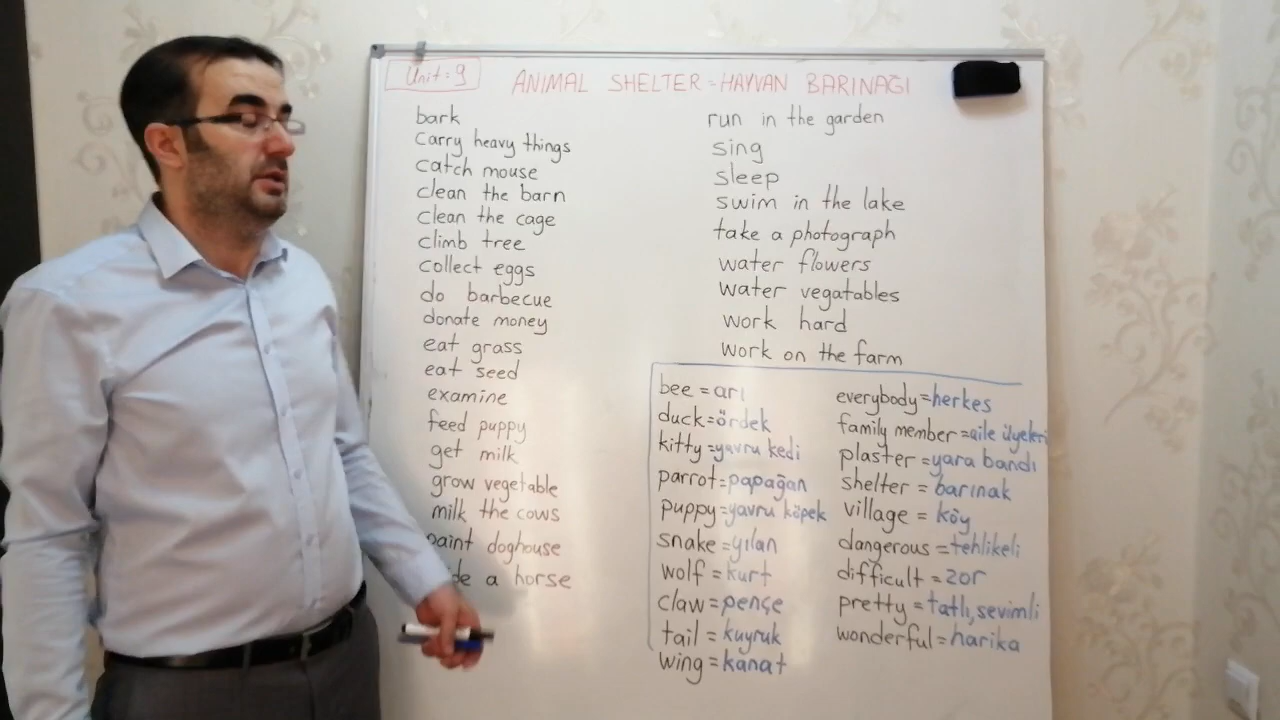 Unit: 9
ANIMAL SHELTER = HAYVAN BARINAĞI
bark
carry heavy things
catch mouse
clean the barn
clean the cage
climb tree
collect eggs
do barbecue
donate money
eat grass
eat seed
examine
feed puppy
get milk
grow vegetable
milk the cows
paint doghouse
de a horse
run in the garden
sing
sleep
swim in the lake
take a photograph
water flowers
water vegatables
work hard
work on the farm
bee = arı
duck = ördek
kitty = yavru kedi
parrot = papağan
puppy = yavru köpek
snake = yılan
wolf = kurt
claw = pençe
tail = kuyruk
wing = kanat
everybody = herkes
family member = aile üyeleri
plaster = yara bandı
shelter = barınak
village = köy
dangerous = tehlikeli
difficult = zor
pretty = tatlı, sevimli
wonderful = harika